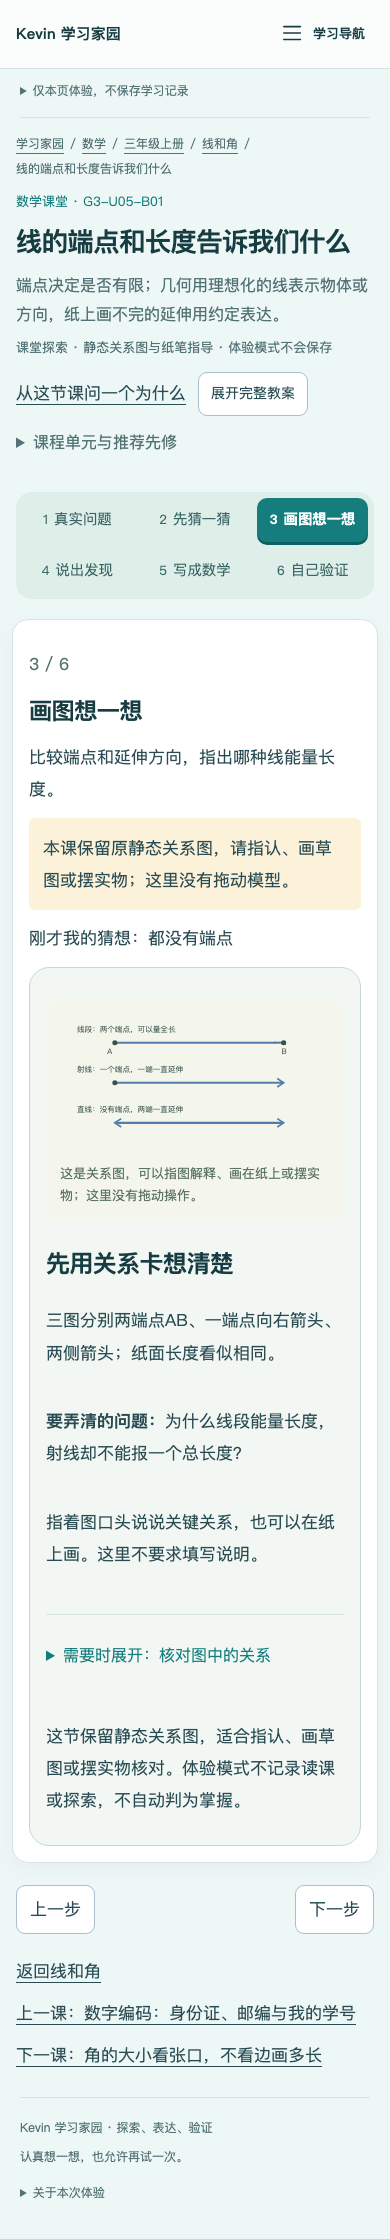 Kevin 学习家园
学习导航
仅本页体验，不保存学习记录
学习家园 / 数学 / 三年级上册 / 线和角 /
线的端点和长度告诉我们什么
数学课堂 · G3-U05-B01
线的端点和长度告诉我们什么
端点决定是否有限；几何用理想化的线表示物体或
方向，纸上画不完的延伸用约定表达。
课堂探索 · 静态关系图与纸笔指导 · 体验模式不会保存
从这节课问一个为什么
展开完整教案
课程单元与推荐先修
1 真实问题
2 先猜一猜
3 画图想一想
4 说出发现
5 写成数学
6 自己验证
3 / 6
画图想一想
比较端点和延伸方向，指出哪种线能量长
度。
本课保留原静态关系图，请指认、画草
图或摆实物；这里没有拖动模型。
刚才我的猜想：都没有端点
线段：两个端点，可以量全长
A
B
射线：一个端点，一端一直延伸
直线：没有端点，两端一直延伸
这是关系图，可以指图解释、画在纸上或摆实
物；这里没有拖动操作。
先用关系卡想清楚
三图分别两端点AB、一端点向右箭头、
两侧箭头；纸面长度看似相同。
要弄清的问题：为什么线段能量长度，
射线却不能报一个总长度？
指着图口头说说关键关系，也可以在纸
上画。这里不要求填写说明。
需要时展开：核对图中的关系
这节保留静态关系图，适合指认、画草
图或摆实物核对。体验模式不记录读课
或探索，不自动判为掌握。
上一步
下一步
返回线和角
上一课：数字编码：身份证、邮编与我的学号
下一课：角的大小看张口，不看边画多长
Kevin 学习家园 · 探索、表达、验证
认真想一想，也允许再试一次。
关于本次体验